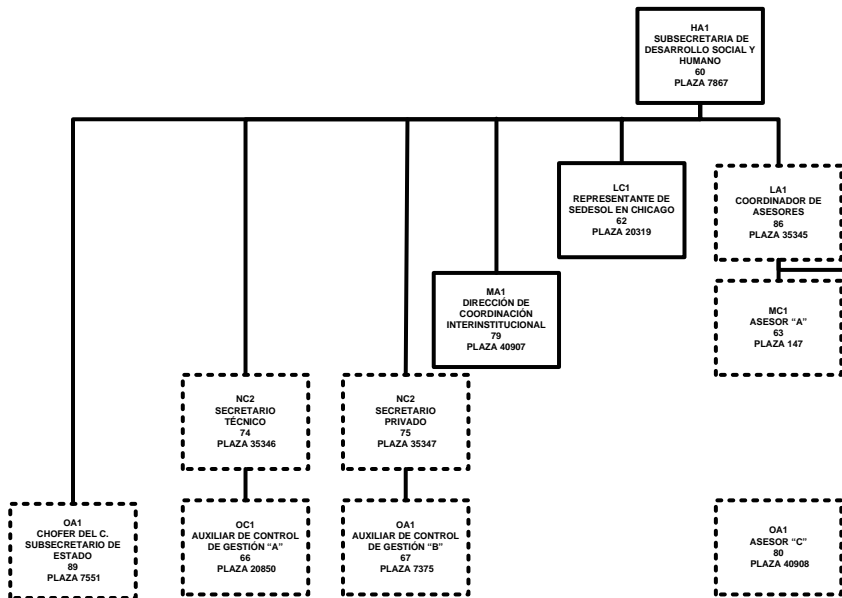 HA1
SUBSECRETARIA DE
DESARROLLO SOCIAL Y
HUMANO
60
PLAZA 7867
LC1
REPRESENTANTE DE
SEDESOL EN CHICAGO
62
PLAZA 20319
LA1
COORDINADOR DE
ASESORES
86
PLAZA 35345
MA1
DIRECCIÓN DE
COORDINACIÓN
INTERINSTITUCIONAL
79
PLAZA 40907
MC1
ASESOR “A”
63
PLAZA 147
NC2
SECRETARIO
TÉCNICO
74
PLAZA 35346
NC2
SECRETARIO
PRIVADO
75
PLAZA 35347
OA1
CHOFER DEL C.
SUBSECRETARIO DE
ESTADO
89
PLAZA 7551
OC1
AUXILIAR DE CONTROL
DE GESTIÓN “A”
66
PLAZA 20850
OA1
AUXILIAR DE CONTROL
DE GESTIÓN “B”
67
PLAZA 7375
OA1
ASESOR “C”
80
PLAZA 40908